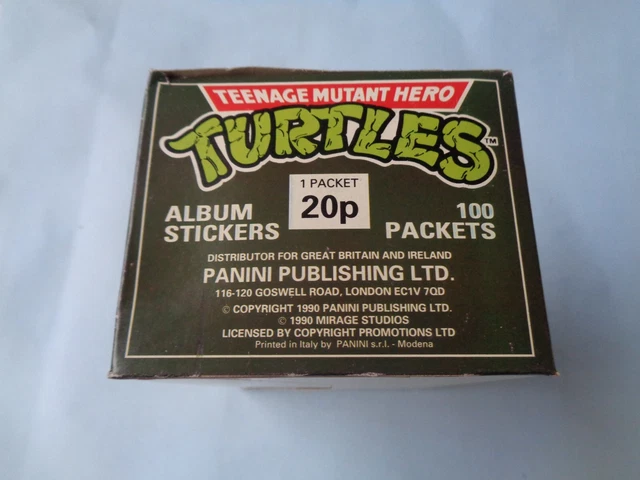 TEENAGE MUTANT HERO
TURTLES™
1 PACKET
20p
ALBUM
STICKERS
100
PACKETS
DISTRIBUTOR FOR GREAT BRITAIN AND IRELAND
PANINI PUBLISHING LTD.
116-120 GOSWELL ROAD, LONDON EC1V 7QD
© COPYRIGHT 1990 PANINI PUBLISHING LTD.
© 1990 MIRAGE STUDIOS
LICENSED BY COPYRIGHT PROMOTIONS LTD
Printed in Italy by PANINI s.r.l. - Modena